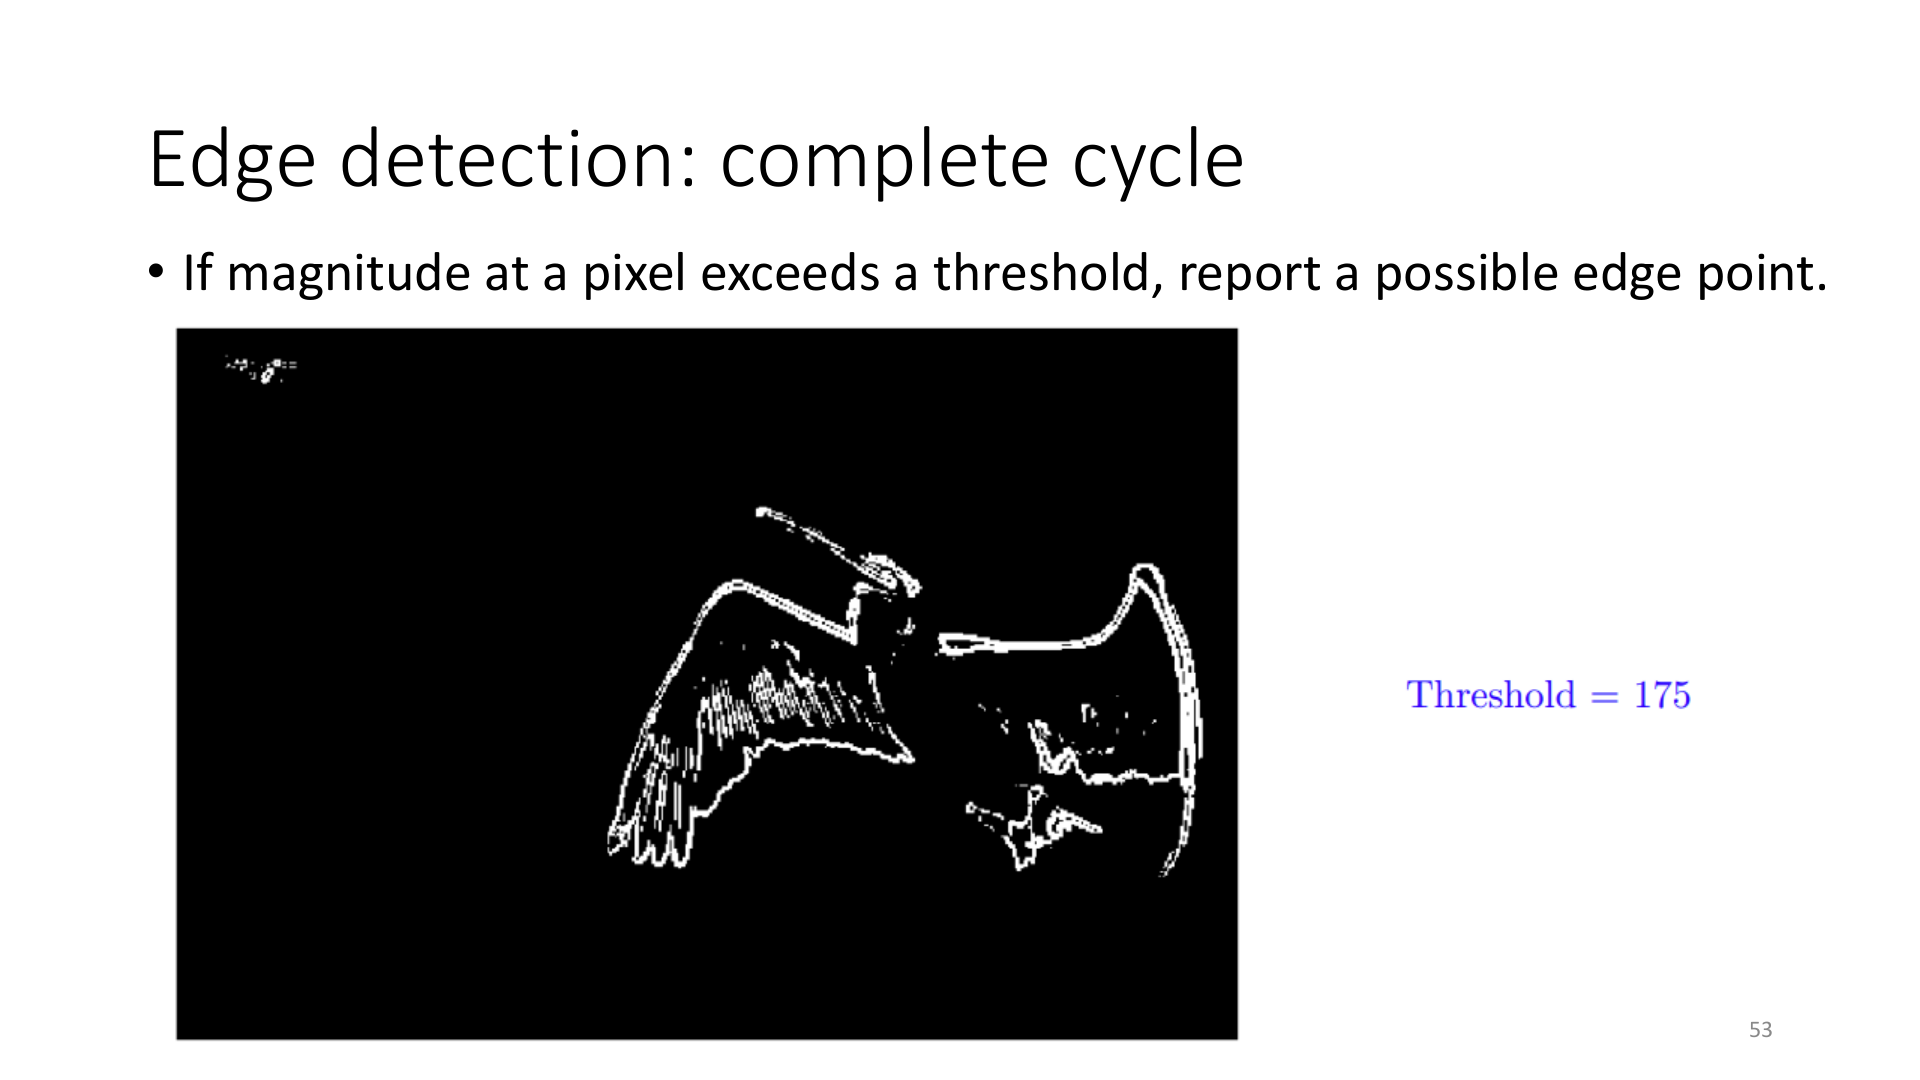 Edge detection: complete cycle
• If magnitude at a pixel exceeds a threshold, report a possible edge point.
Threshold = 175
53